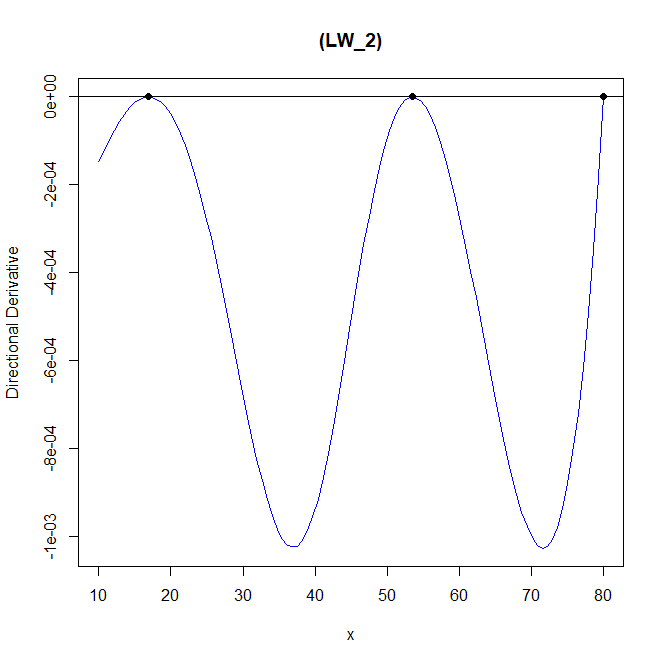 (LW_2)
0e+00
-2e-04
-4e-04
-6e-04
-8e-04
-1e-03
Directional Derivative
10 20 30 40 50 60 70 80
x